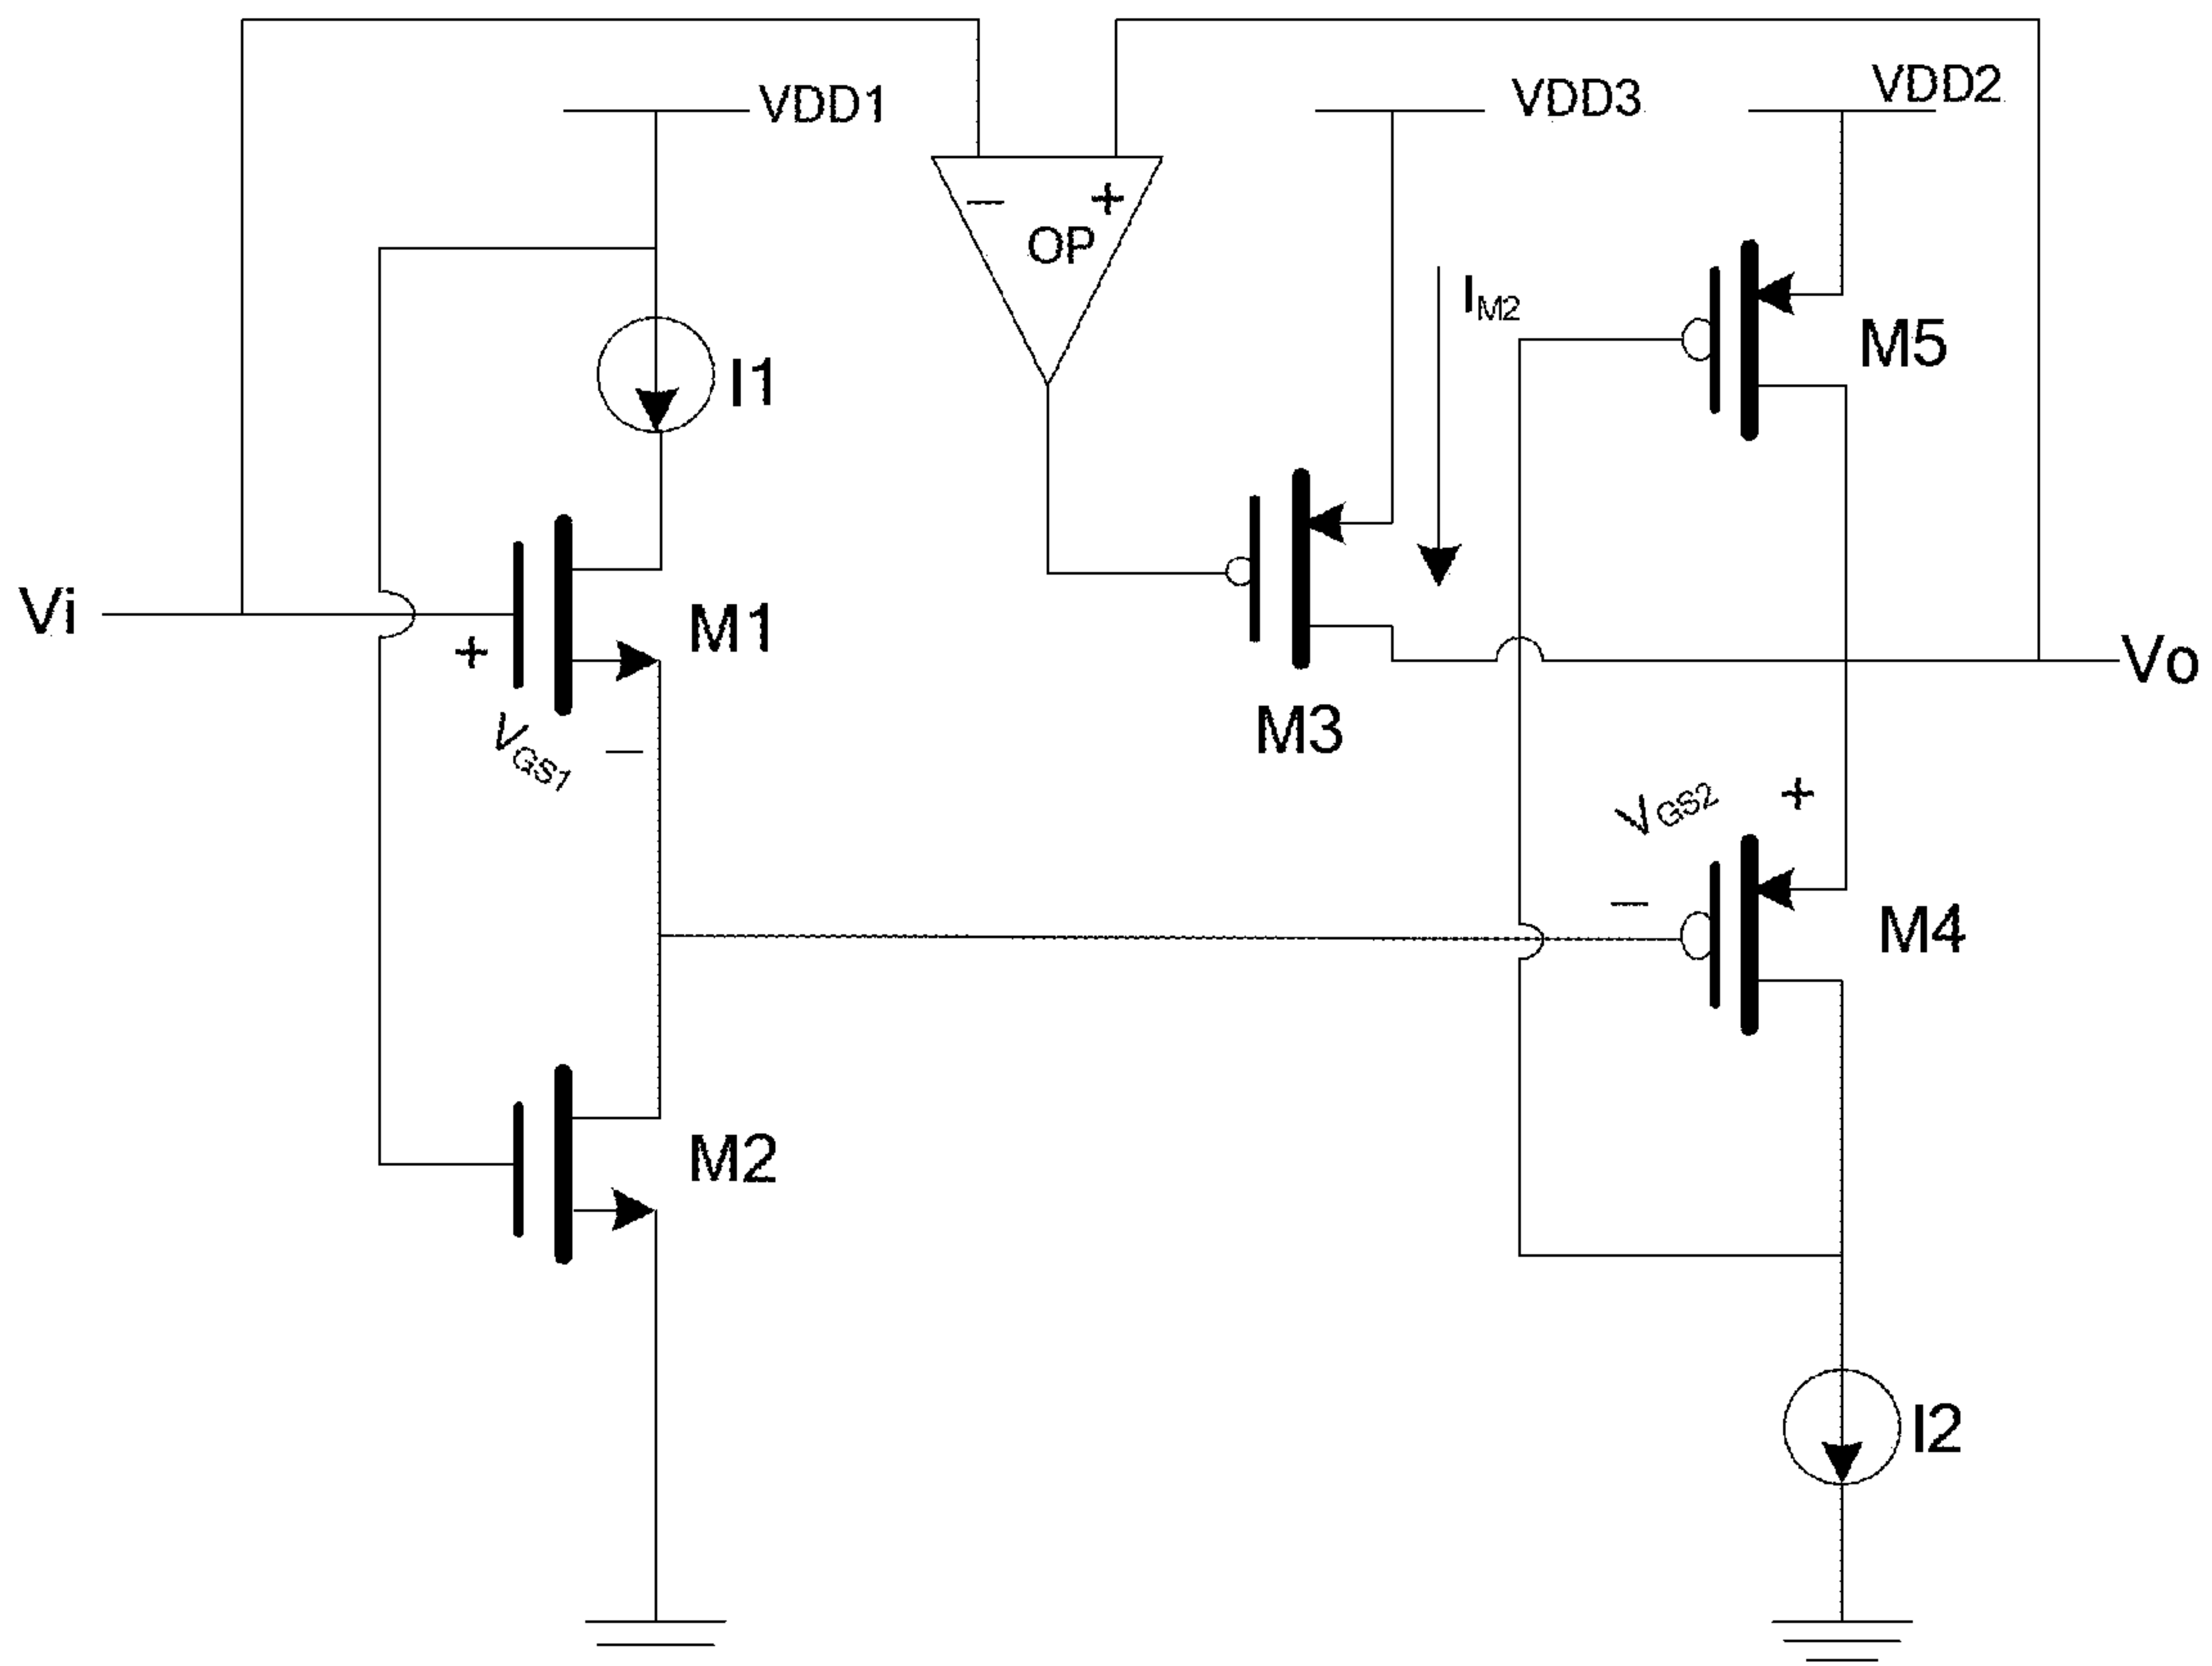 VDD1
VDD3
VDD2
− +
OP
I1
IM2
M5
Vi
+
M1
VGS1
−
M3
Vo
VGS2
+
−
M4
M2
I2